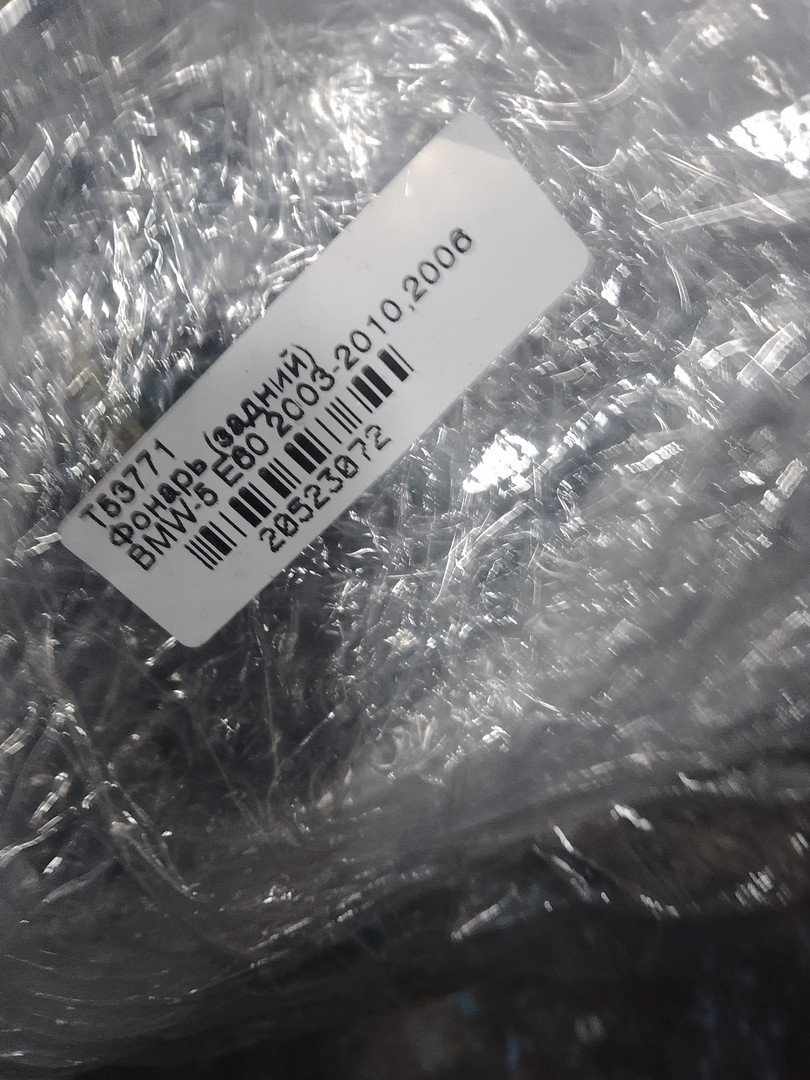 T53771
Фонарь (задний)
BMW-5 E60 2003-2010,2006
20523072